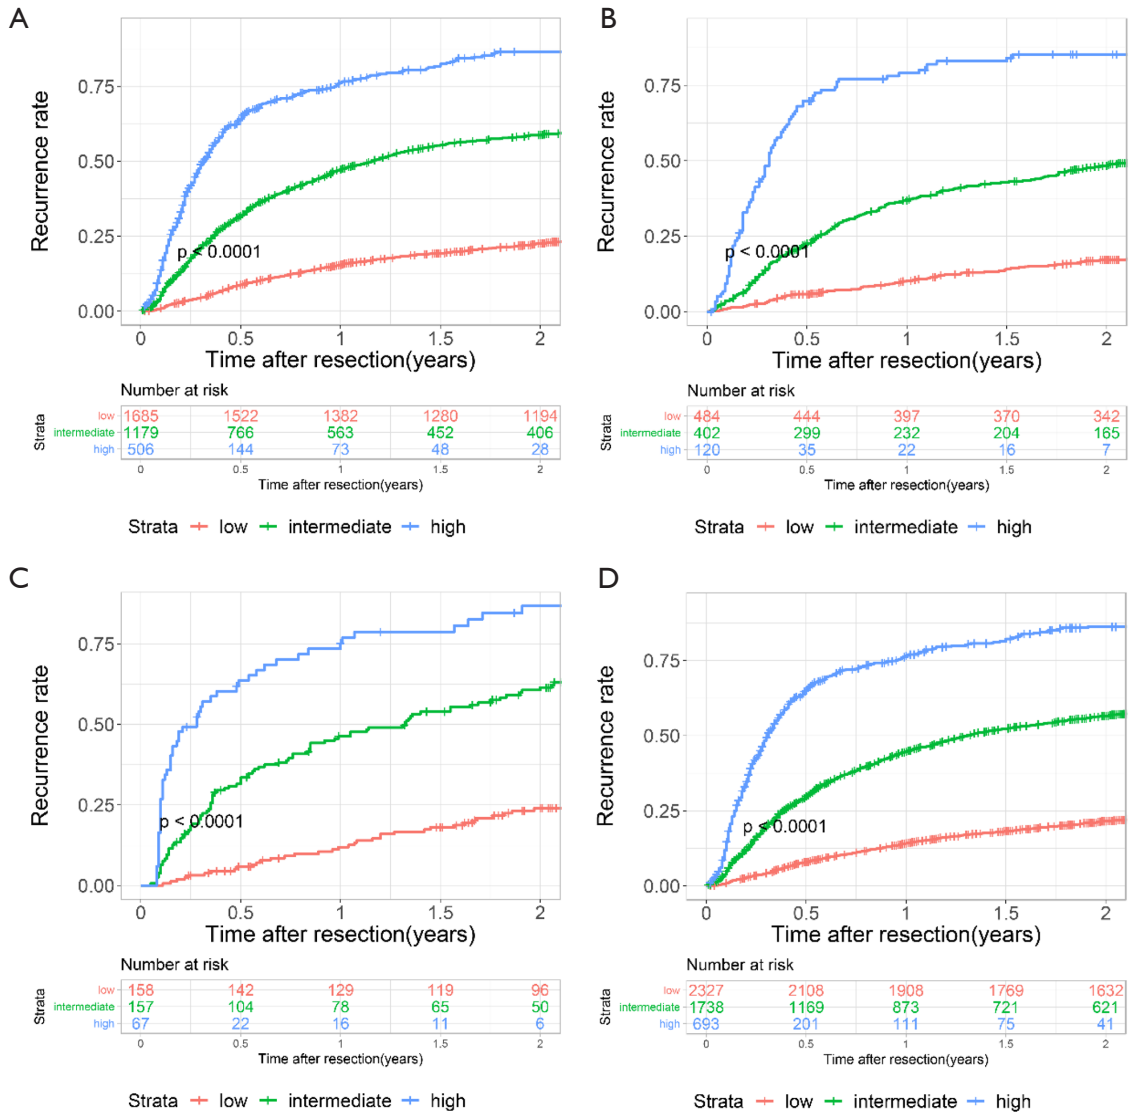 A
Recurrence rate
0.75
0.50
0.25
0.00
p < 0.0001
0 0.5 1 1.5 2
Time after resection(years)
Number at risk
Strata
low 1685 1522 1382 1280 1194
intermediate 1179 766 563 452 406
high 506 144 73 48 28
0 0.5 1 1.5 2
Time after resection(years)
Strata low intermediate high
B
Recurrence rate
0.75
0.50
0.25
0.00
p < 0.0001
0 0.5 1 1.5 2
Time after resection(years)
Number at risk
Strata
low 484 444 397 370 342
intermediate 402 299 232 204 165
high 120 35 22 16 7
0 0.5 1 1.5 2
Time after resection(years)
Strata low intermediate high
C
Recurrence rate
0.75
0.50
0.25
0.00
p < 0.0001
0 0.5 1 1.5 2
Time after resection(years)
Number at risk
Strata
low 158 142 129 119 96
intermediate 157 104 78 65 50
high 67 22 16 11 6
0 0.5 1 1.5 2
Time after resection(years)
Strata low intermediate high
D
Recurrence rate
0.75
0.50
0.25
0.00
p < 0.0001
0 0.5 1 1.5 2
Time after resection(years)
Number at risk
Strata
low 2327 2108 1908 1769 1632
intermediate 1738 1169 873 721 621
high 693 201 111 75 41
0 0.5 1 1.5 2
Time after resection(years)
Strata low intermediate high